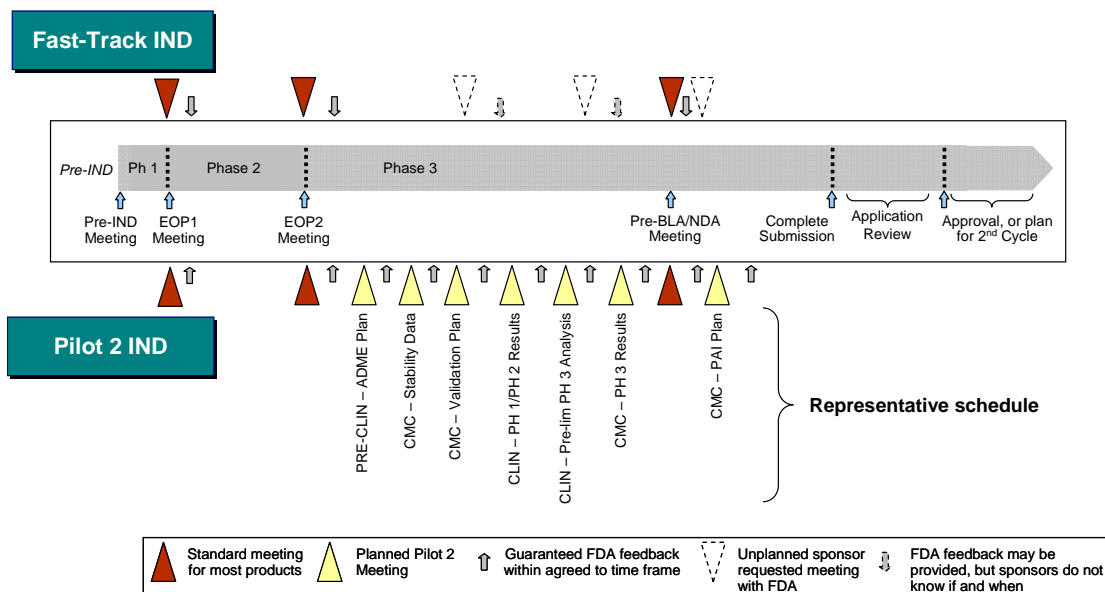 Fast-Track IND
Pre-IND
Ph 1
Phase 2
Phase 3
Pre-IND
Meeting
EOP1
Meeting
EOP2
Meeting
Pre-BLA/NDA
Meeting
Complete
Submission
Application
Review
Approval, or plan
for 2nd Cycle
Pilot 2 IND
PRE-CLIN – ADME Plan
CMC – Stability Data
CMC – Validation Plan
CLIN – PH 1/PH 2 Results
CLIN – Pre-lim PH 3 Analysis
CMC – PH 3 Results
CMC – PAI Plan
Representative schedule
Standard meeting
for most products
Planned Pilot 2
Meeting
Guaranteed FDA feedback
within agreed to time frame
Unplanned sponsor
requested meeting
with FDA
FDA feedback may be
provided, but sponsors do not
know if and when